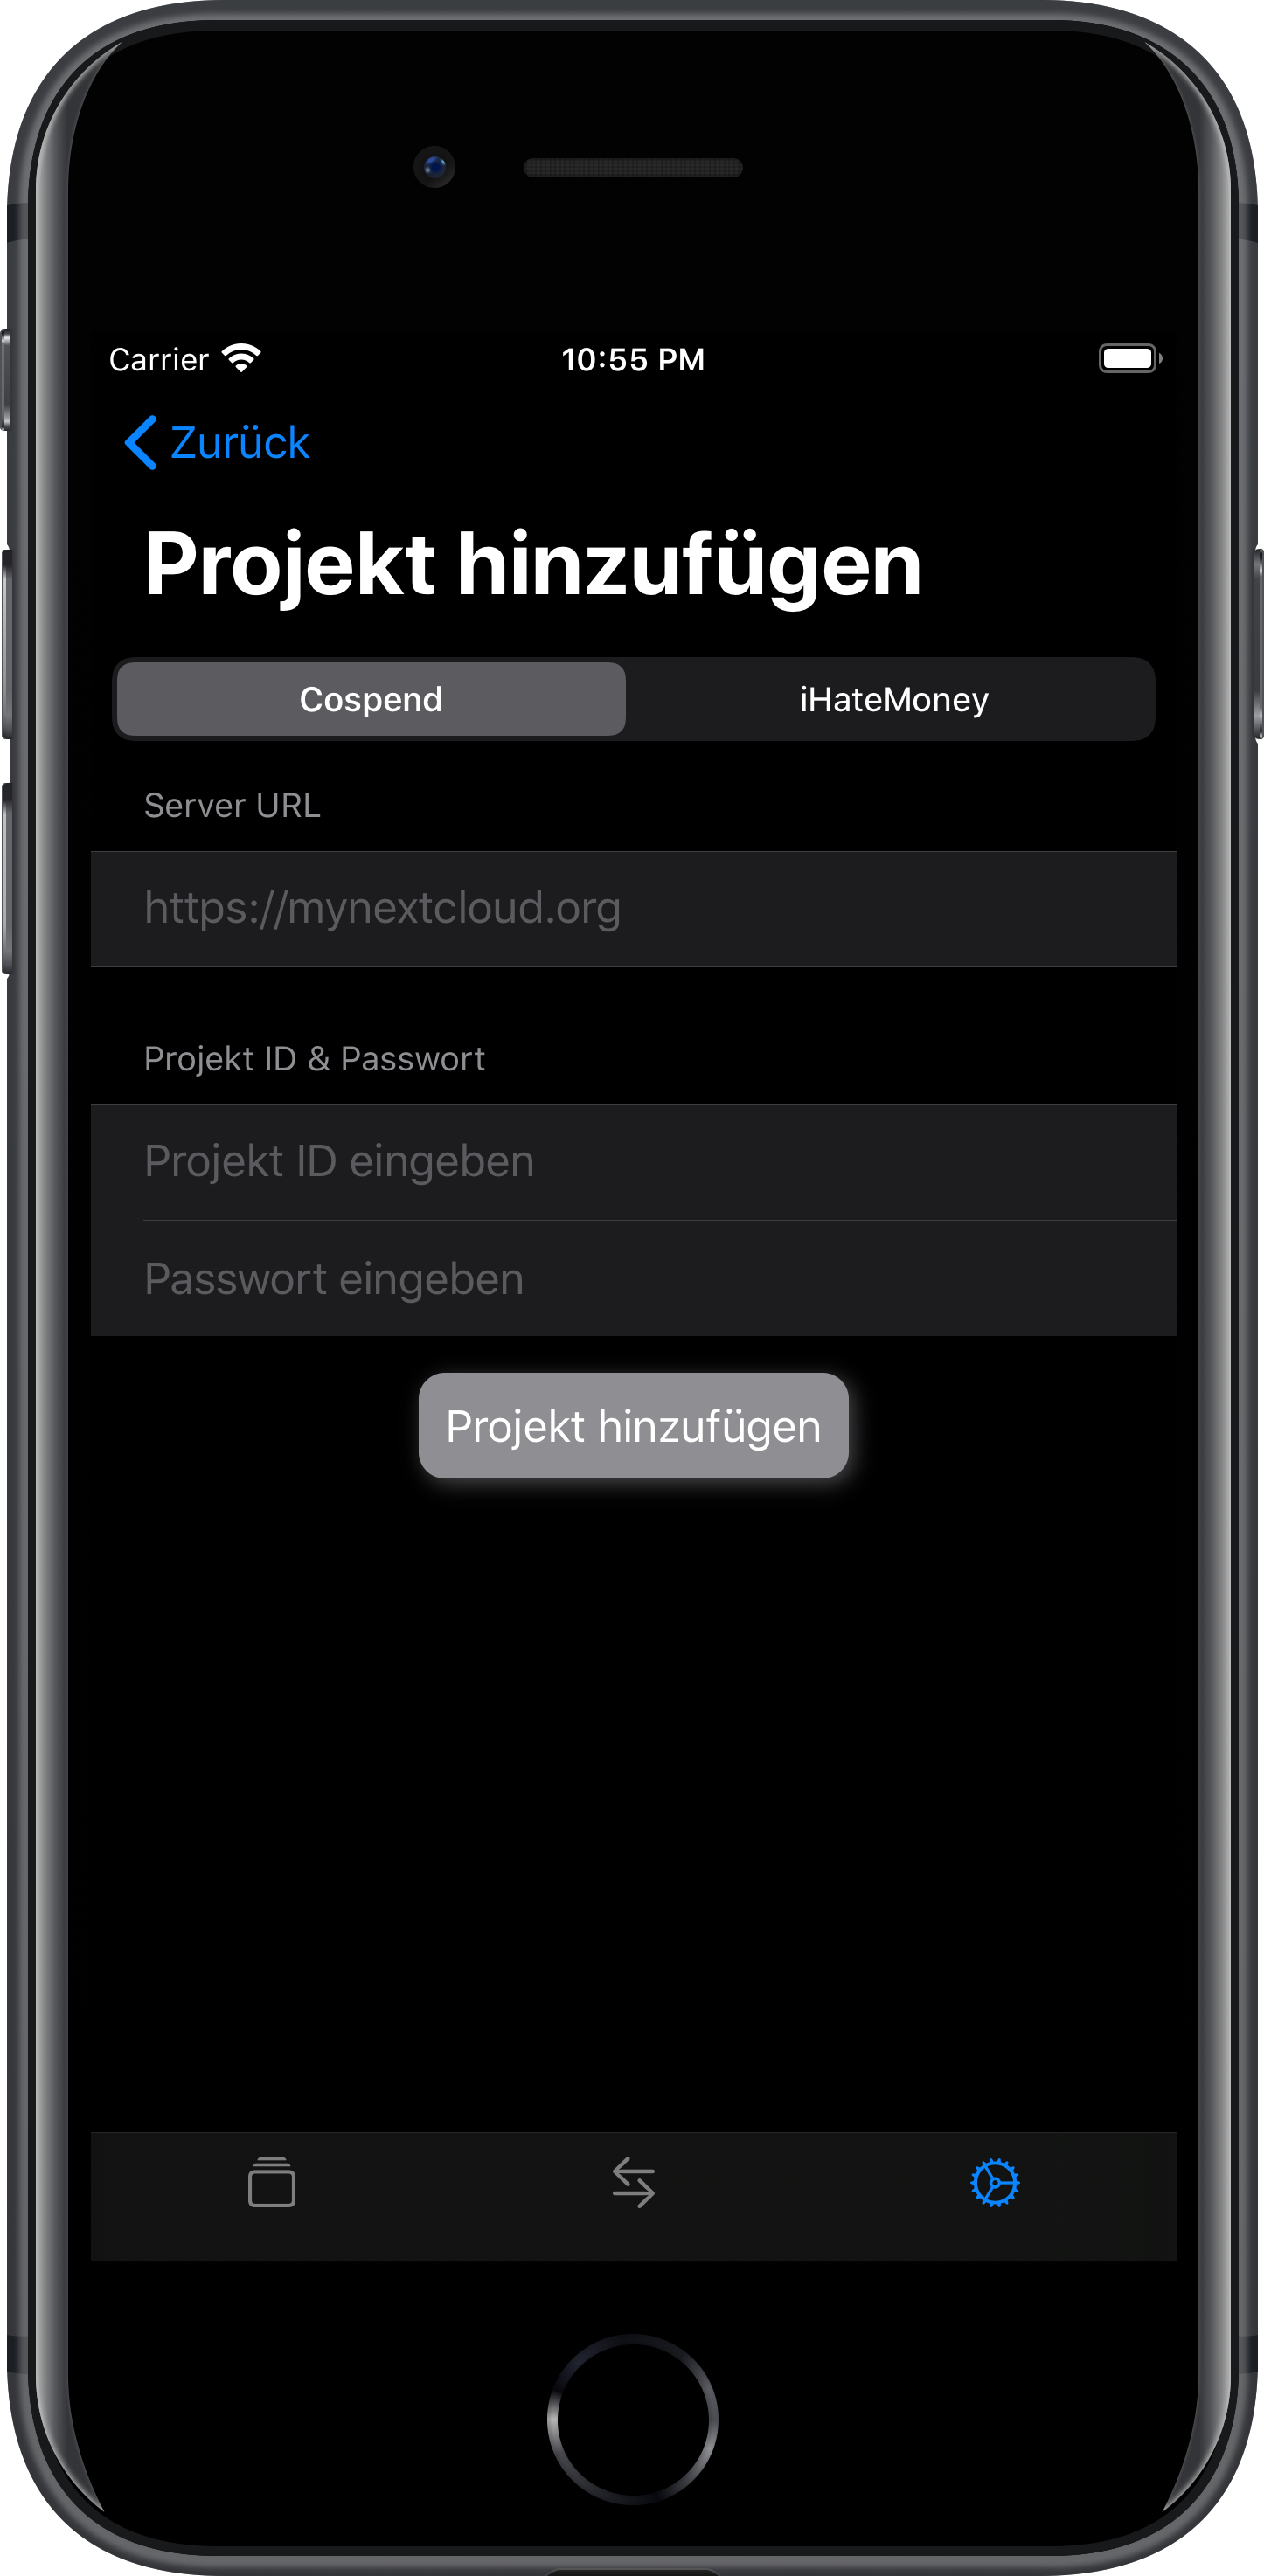 Carrier 10:55 PM
Zurück
Projekt hinzufügen
Cospend iHateMoney
Server URL
https://mynextcloud.org
Projekt ID & Passwort
Projekt ID eingeben
Passwort eingeben
Projekt hinzufügen